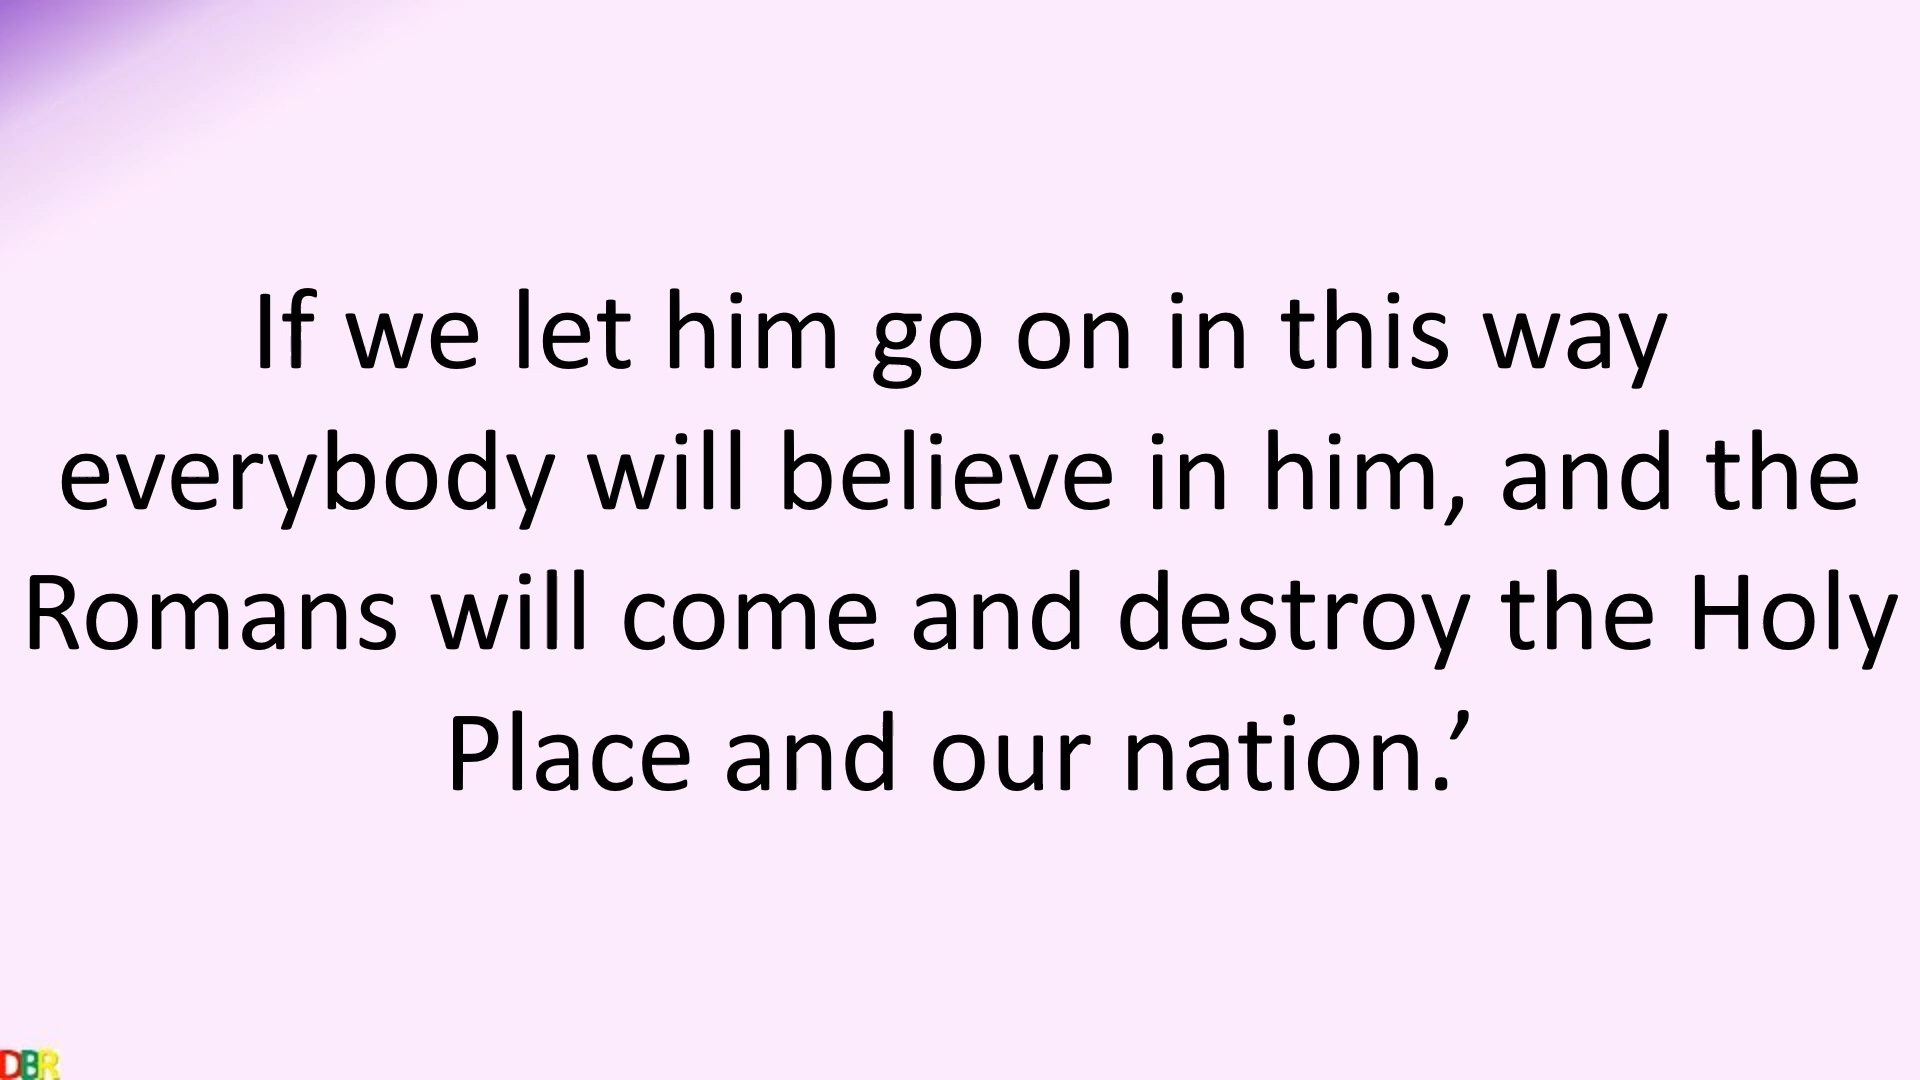 If we let him go on in this way
everybody will believe in him, and the
Romans will come and destroy the Holy
Place and our nation.’
DBR